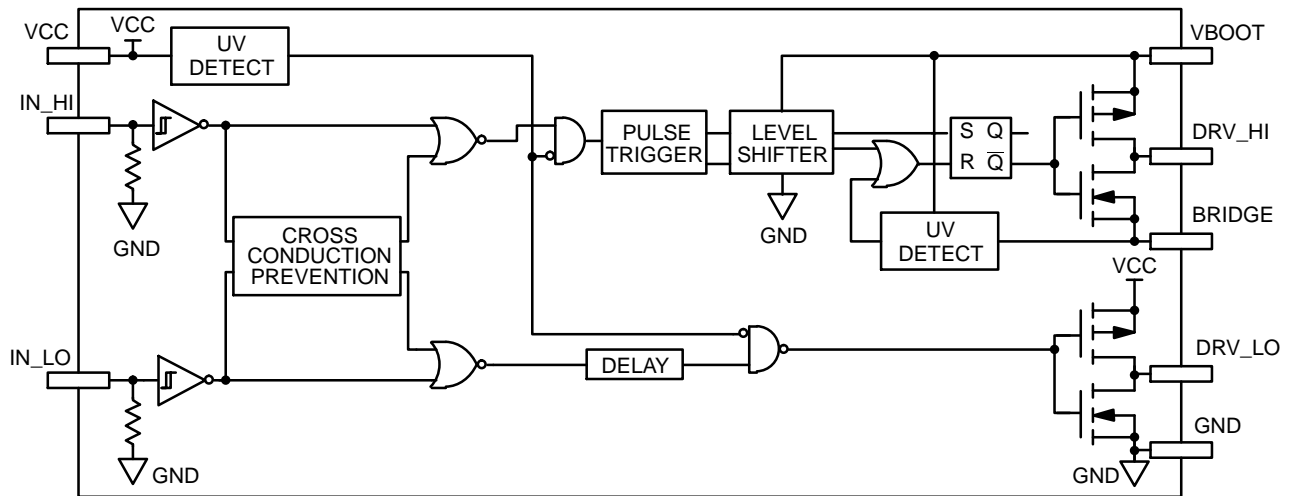 VCC
VCC
UV
DETECT
VBOOT
IN_HI
PULSE
TRIGGER
LEVEL
SHIFTER
S Q
R Q̅
DRV_HI
GND
GND
CROSS
CONDUCTION
PREVENTION
UV
DETECT
BRIDGE
VCC
IN_LO
DELAY
DRV_LO
GND
GND
GND